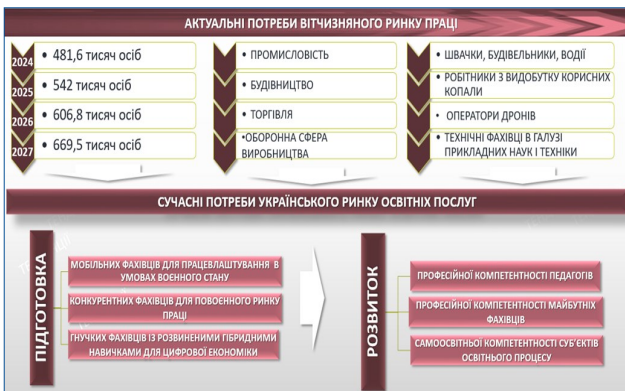 АКТУАЛЬНІ ПОТРЕБИ ВІТЧИЗНЯНОГО РИНКУ ПРАЦІ
2024
• 481,6 тисяч осіб
2025
• 542 тисяч осіб
2026
• 606,8 тисяч осіб
2027
• 669,5 тисяч осіб
• ПРОМИСЛОВІСТЬ
• БУДІВНИЦТВО
• ТОРГІВЛЯ
•ОБОРОННА СФЕРА
ВИРОБНИЦТВА
• ШВАЧКИ, БУДІВЕЛЬНИКИ, ВОДІЇ
• РОБІТНИКИ З ВИДОБУТКУ КОРИСНИХ
КОПАЛИ
• ОПЕРАТОРИ ДРОНІВ
• ТЕХНІЧНІ ФАХІВЦІ В ГАЛУЗІ
ПРИКЛАДНИХ НАУК І ТЕХНІКИ
СУЧАСНІ ПОТРЕБИ УКРАЇНСЬКОГО РИНКУ ОСВІТНІХ ПОСЛУГ
ПІДГОТОВКА
МОБІЛЬНИХ ФАХІВЦІВ ДЛЯ ПРАЦЕВЛАШТУВАННЯ В
УМОВАХ ВОЄННОГО СТАНУ
КОНКУРЕНТНИХ ФАХІВЦІВ ДЛЯ ПОВОЄННОГО РИНКУ
ПРАЦІ
ГНУЧКИХ ФАХІВЦІВ ІЗ РОЗВИНЕНИМИ ГІБРИДНИМИ
НАВИЧКАМИ ДЛЯ ЦИФРОВОЇ ЕКОНОМІКИ
РОЗВИТОК
ПРОФЕСІЙНОЇ КОМПЕТЕНТНОСТІ ПЕДАГОГІВ
ПРОФЕСІЙНОЇ КОМПЕТЕНТНОСТІ МАЙБУТНІХ
ФАХІВЦІВ
САМООСВІТНЬОЇ КОМПЕТЕНТНОСТІ СУБ'ЄКТІВ
ОСВІТНЬОГО ПРОЦЕСУ